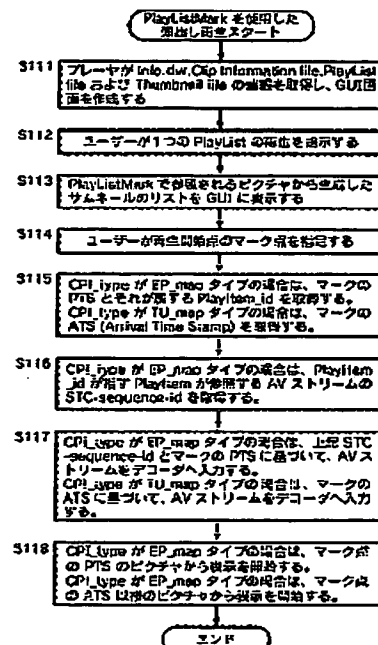 PlayListMark を使用した
頭出し再生スタート
S111
プレーヤが Info.dvr,Clip Information file,PlayList
file および Thumbnail file の情報を取得し、GUI画
面を作成する
S112
ユーザーが1つの PlayList の再生を指示する
S113
PlayListMark で参照されるピクチャから生成した
サムネールのリストを GUI に表示する
S114
ユーザーが再生開始点のマーク点を指定する
S115
CPI_type が EP_map タイプの場合は、マークの
PTS とそれが属する PlayItem_id を取得する。
CPI_type が TU_map タイプの場合は、マークの
ATS (Arrival Time Stamp) を取得する。
S116
CPI_type が EP_map タイプの場合は、PlayItem
_id が指す PlayItem が参照する AV ストリームの
STC-sequence-id を取得する。
S117
CPI_type が EP_map タイプの場合は、上記 STC
-sequence-id とマークの PTS に基づいて、AV ス
トリームをデコーダへ入力する。
CPI_type が TU_map タイプの場合は、マークの
ATS に基づいて、AV ストリームをデコーダへ入力
する。
S118
CPI_type が EP_map タイプの場合は、マーク点
の PTS のピクチャから表示を開始する。
CPI_type が EP_map タイプの場合は、マーク点
の ATS 以後のピクチャから表示を開始する。
エンド